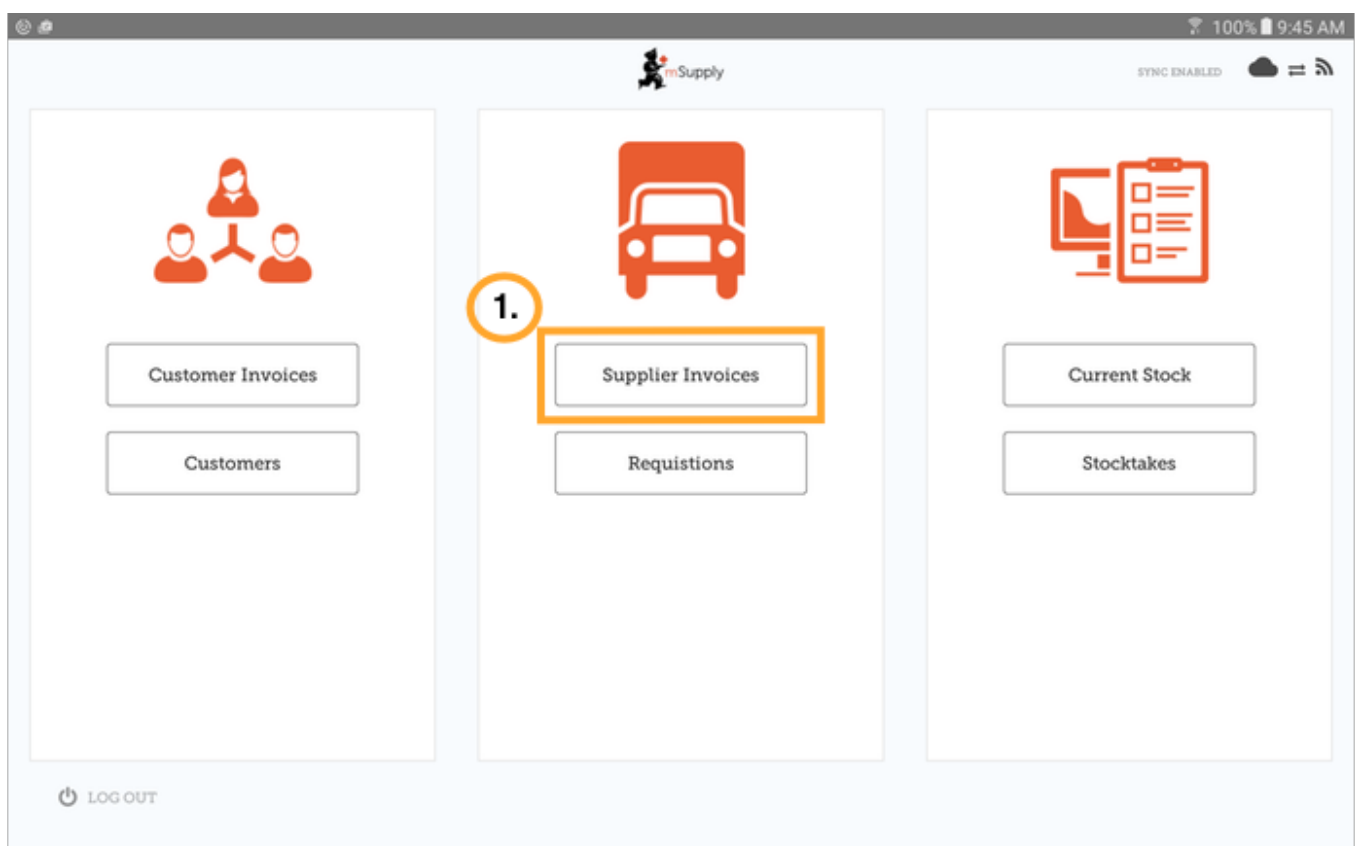 100% 9:45 AM
mSupply
SYNC ENABLED
1.
Customer Invoices
Customers
Supplier Invoices
Requistions
Current Stock
Stocktakes
LOG OUT